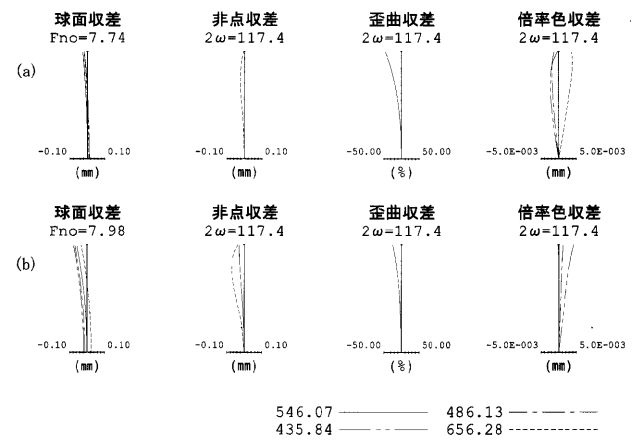 球面収差 非点収差 歪曲収差 倍率色収差
Fno=7.74 2ω=117.4 2ω=117.4 2ω=117.4
(a)
-0.10 0.10 -0.10 0.10 -50.00 50.00 -5.0E-003 5.0E-003
(mm) (mm) (%) (mm)
球面収差 非点収差 歪曲収差 倍率色収差
Fno=7.98 2ω=117.4 2ω=117.4 2ω=117.4
(b)
-0.10 0.10 -0.10 0.10 -50.00 50.00 -5.0E-003 5.0E-003
(mm) (mm) (%) (mm)
546.07 486.13
435.84 656.28